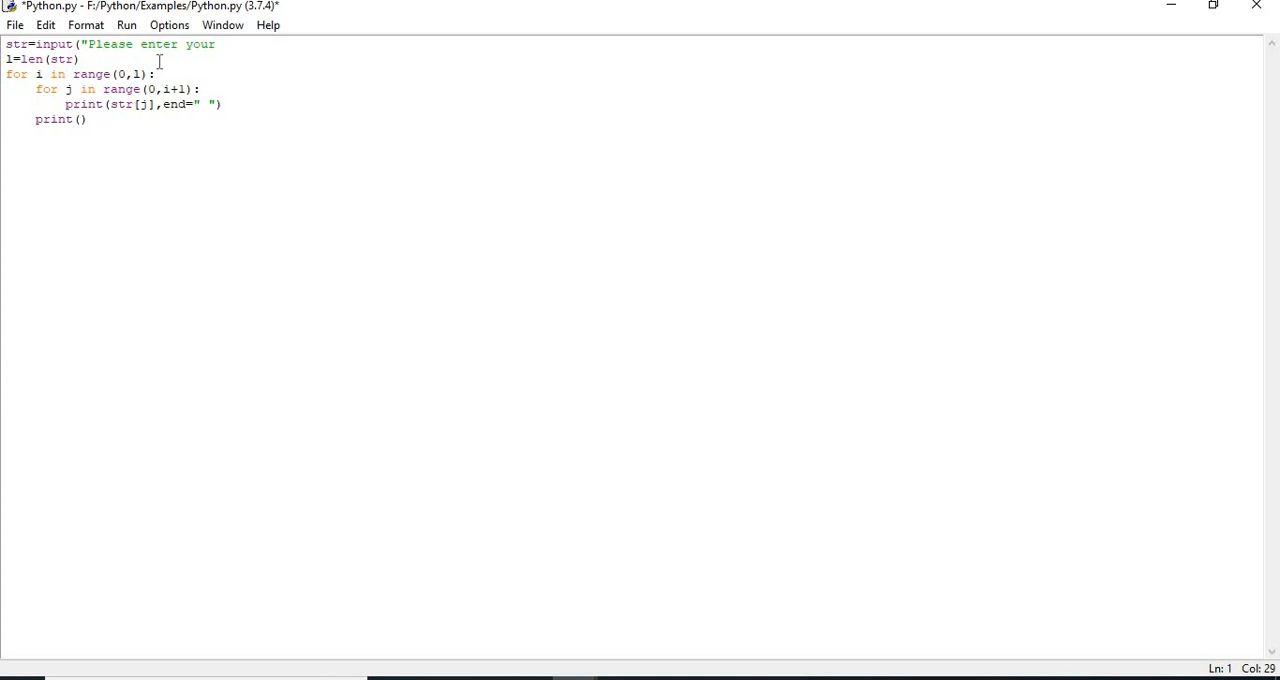 *Python.py - F:/Python/Examples/Python.py (3.7.4)*
File Edit Format Run Options Window Help
str=input("Please enter your
l=len(str)
for i in range(0,l):
    for j in range(0,i+1):
        print(str[j],end=" ")
    print()
Ln: 1 Col: 29